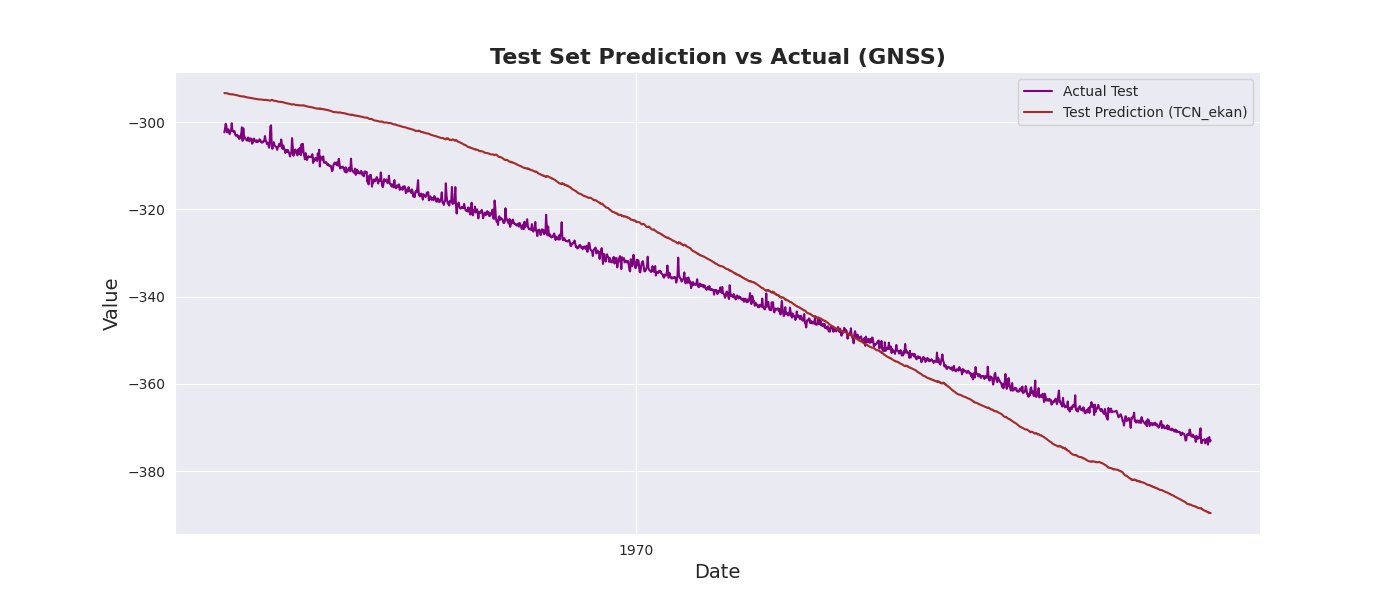 Test Set Prediction vs Actual (GNSS)
Actual Test
Test Prediction (TCN_ekan)
−300
−320
−340
−360
−380
Value
1970
Date